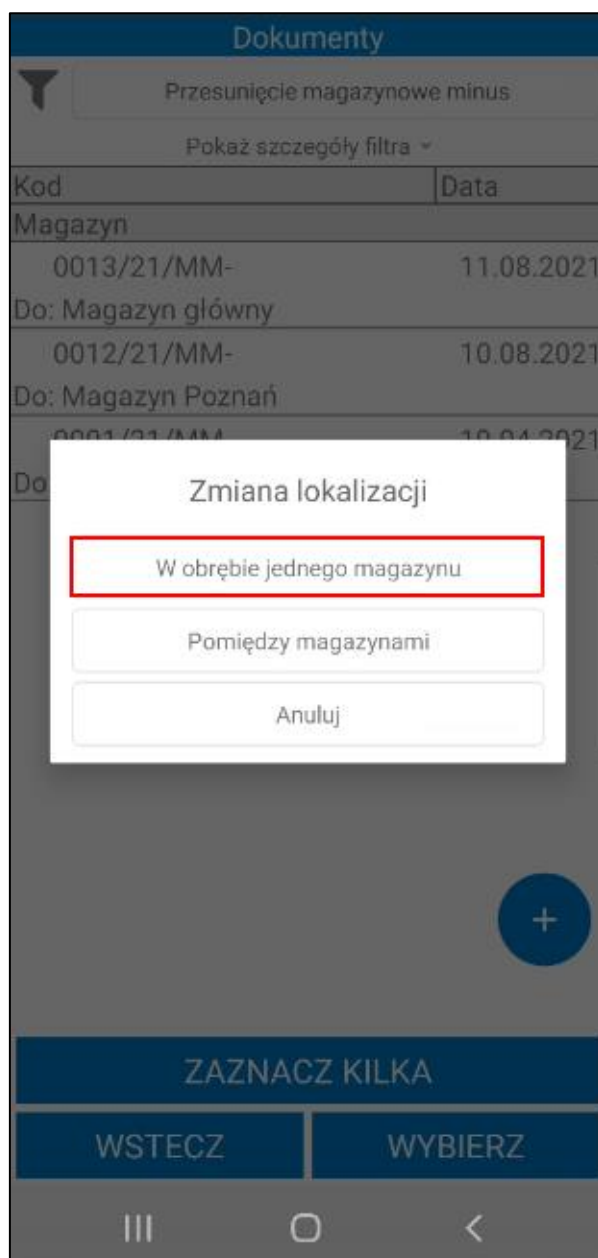 Dokumenty
Przesunięcie magazynowe minus
Pokaż szczegóły filtra
Kod Data
Magazyn
0013/21/MM- 11.08.2021
Do: Magazyn główny
0012/21/MM- 10.08.2021
Do: Magazyn Poznań
Do
Zmiana lokalizacji
W obrębie jednego magazynu
Pomiędzy magazynami
Anuluj
+
ZAZNACZ KILKA
WSTECZ WYBIERZ